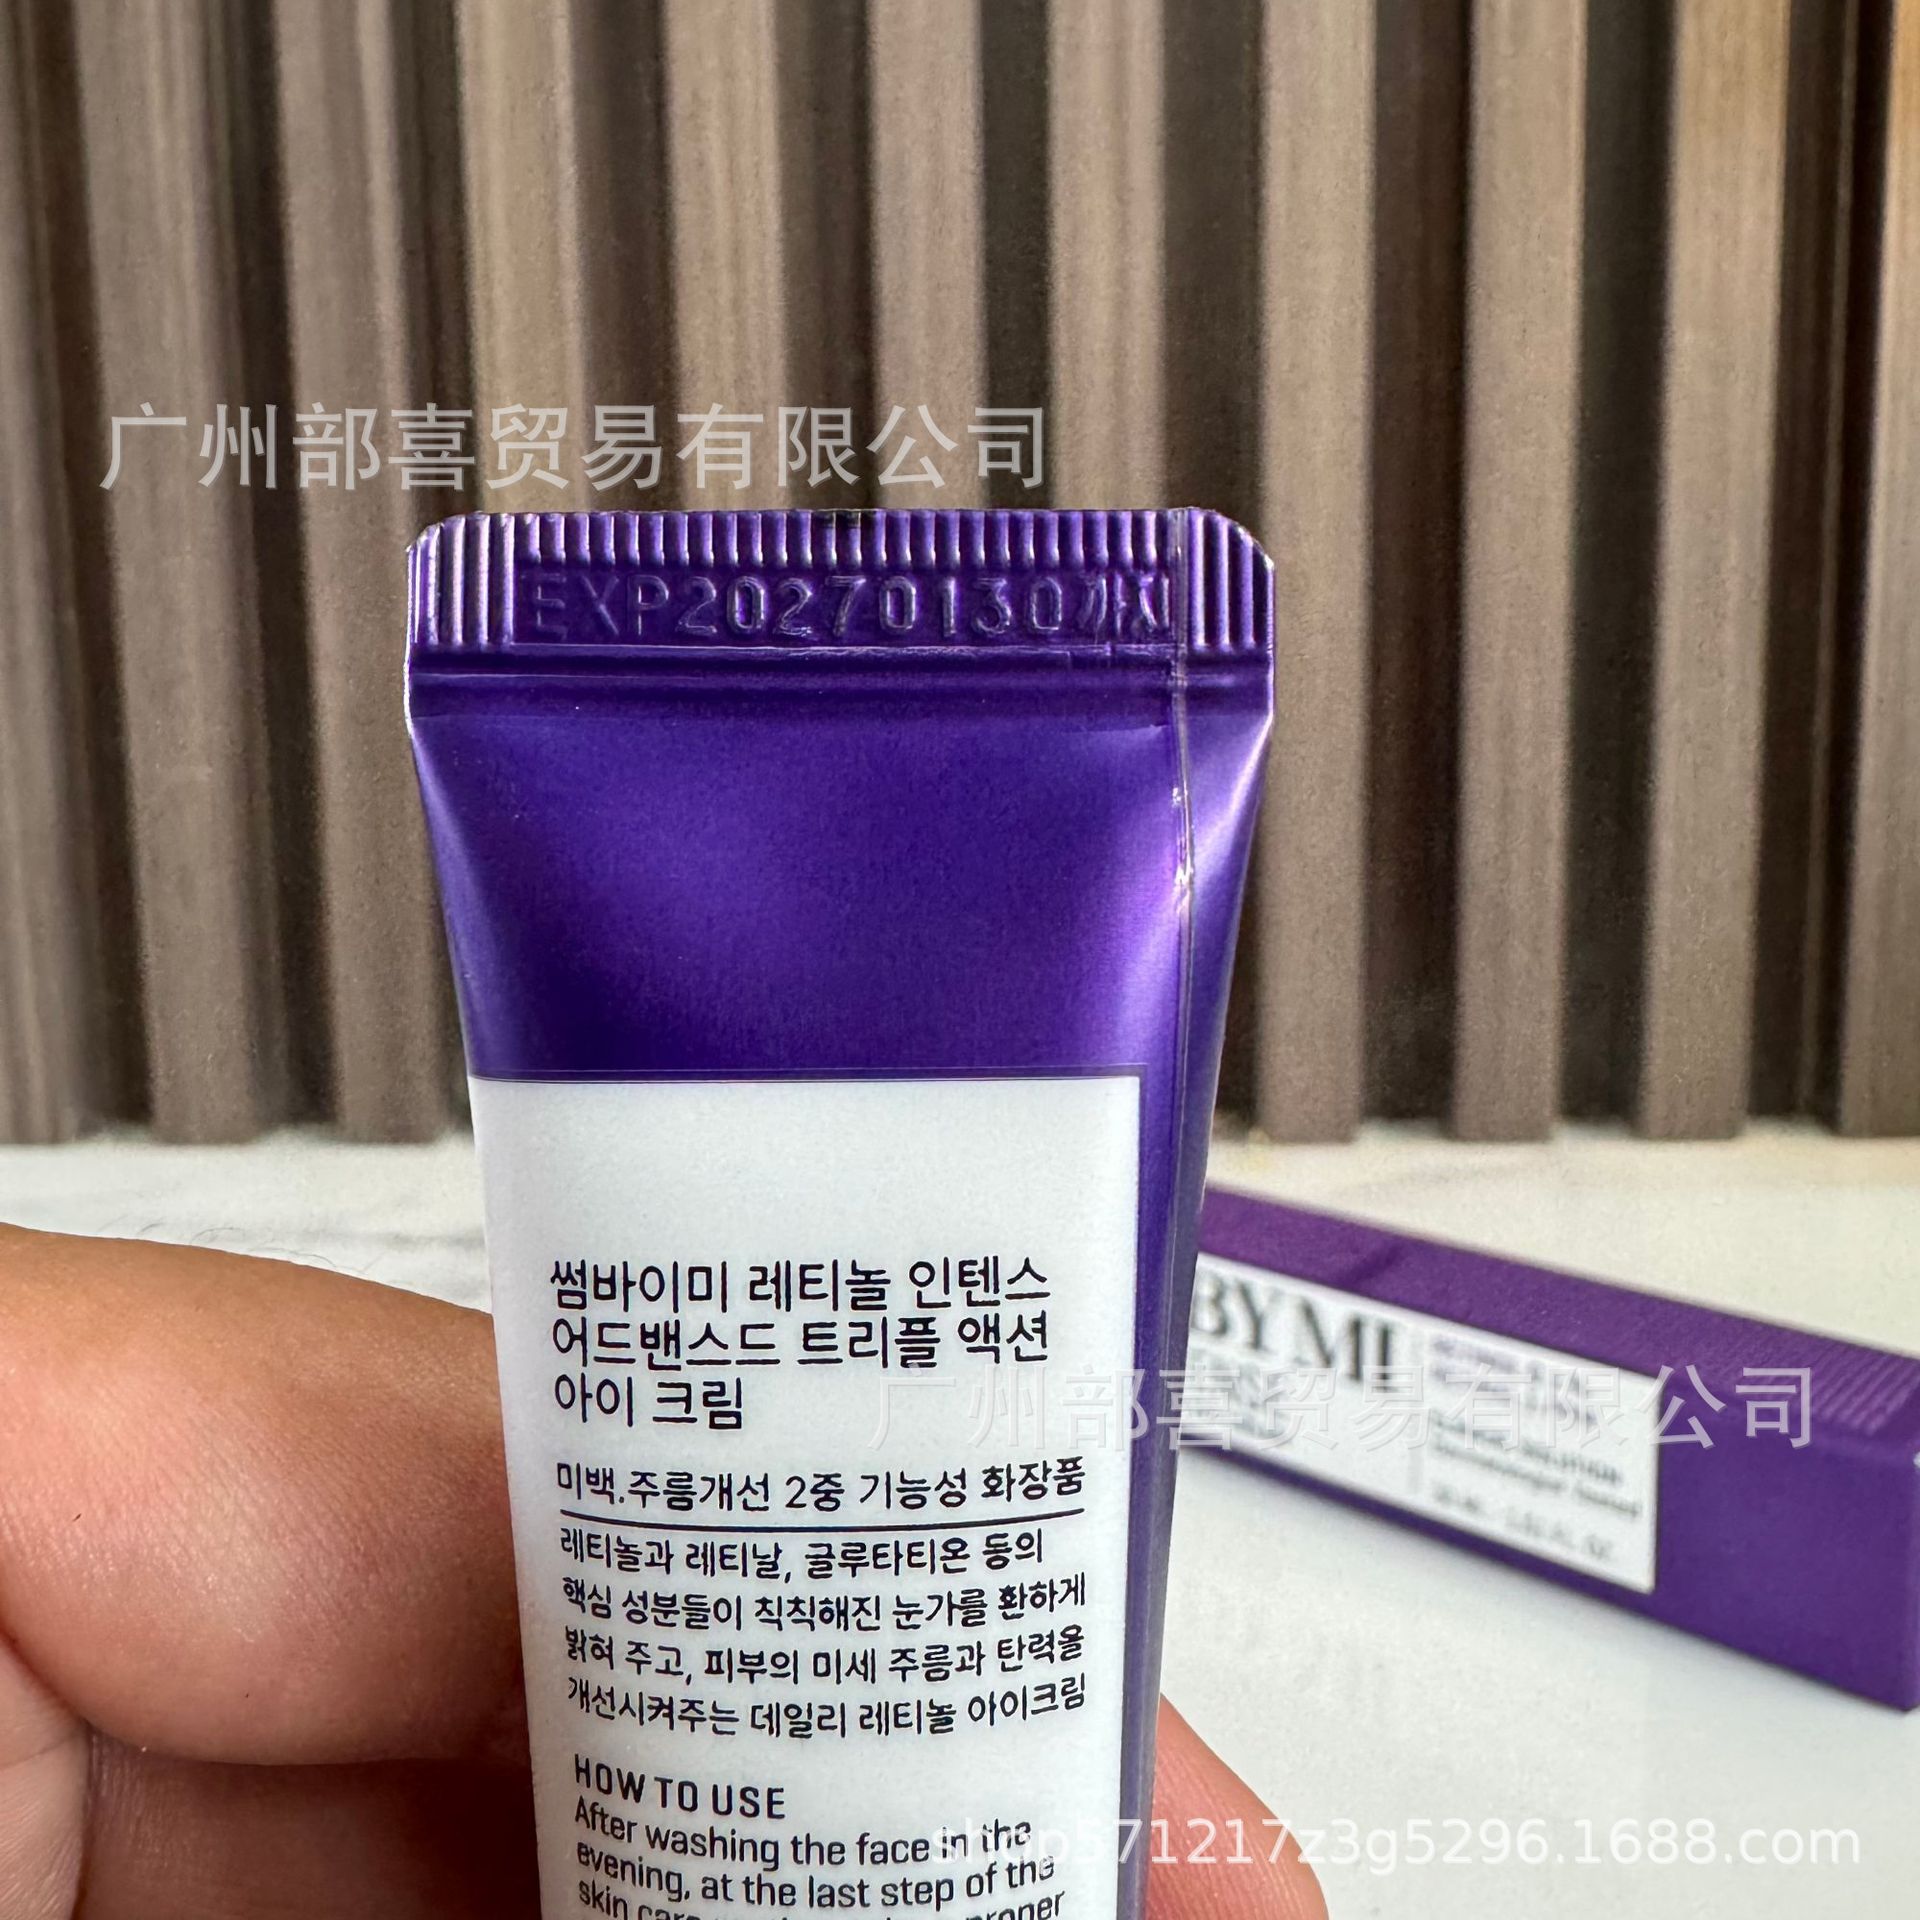 广州部喜贸易有限公司
EXP20270130까지
썸바이미 레티놀 인텐스
어드밴스드 트리플 액션
아이 크림
미백.주름개선 2중 기능성 화장품
레티놀과 레티날, 글루타티온 등의
핵심 성분들이 칙칙해진 눈가를 환하게
밝혀 주고, 피부의 미세 주름과 탄력을
개선시켜주는 데일리 레티놀 아이크림
HOW TO USE
After washing the face in the
evening, at the last step of the
skin proper
BY MI
广州部喜贸易有限公司
shop571217z3g5296.1688.com